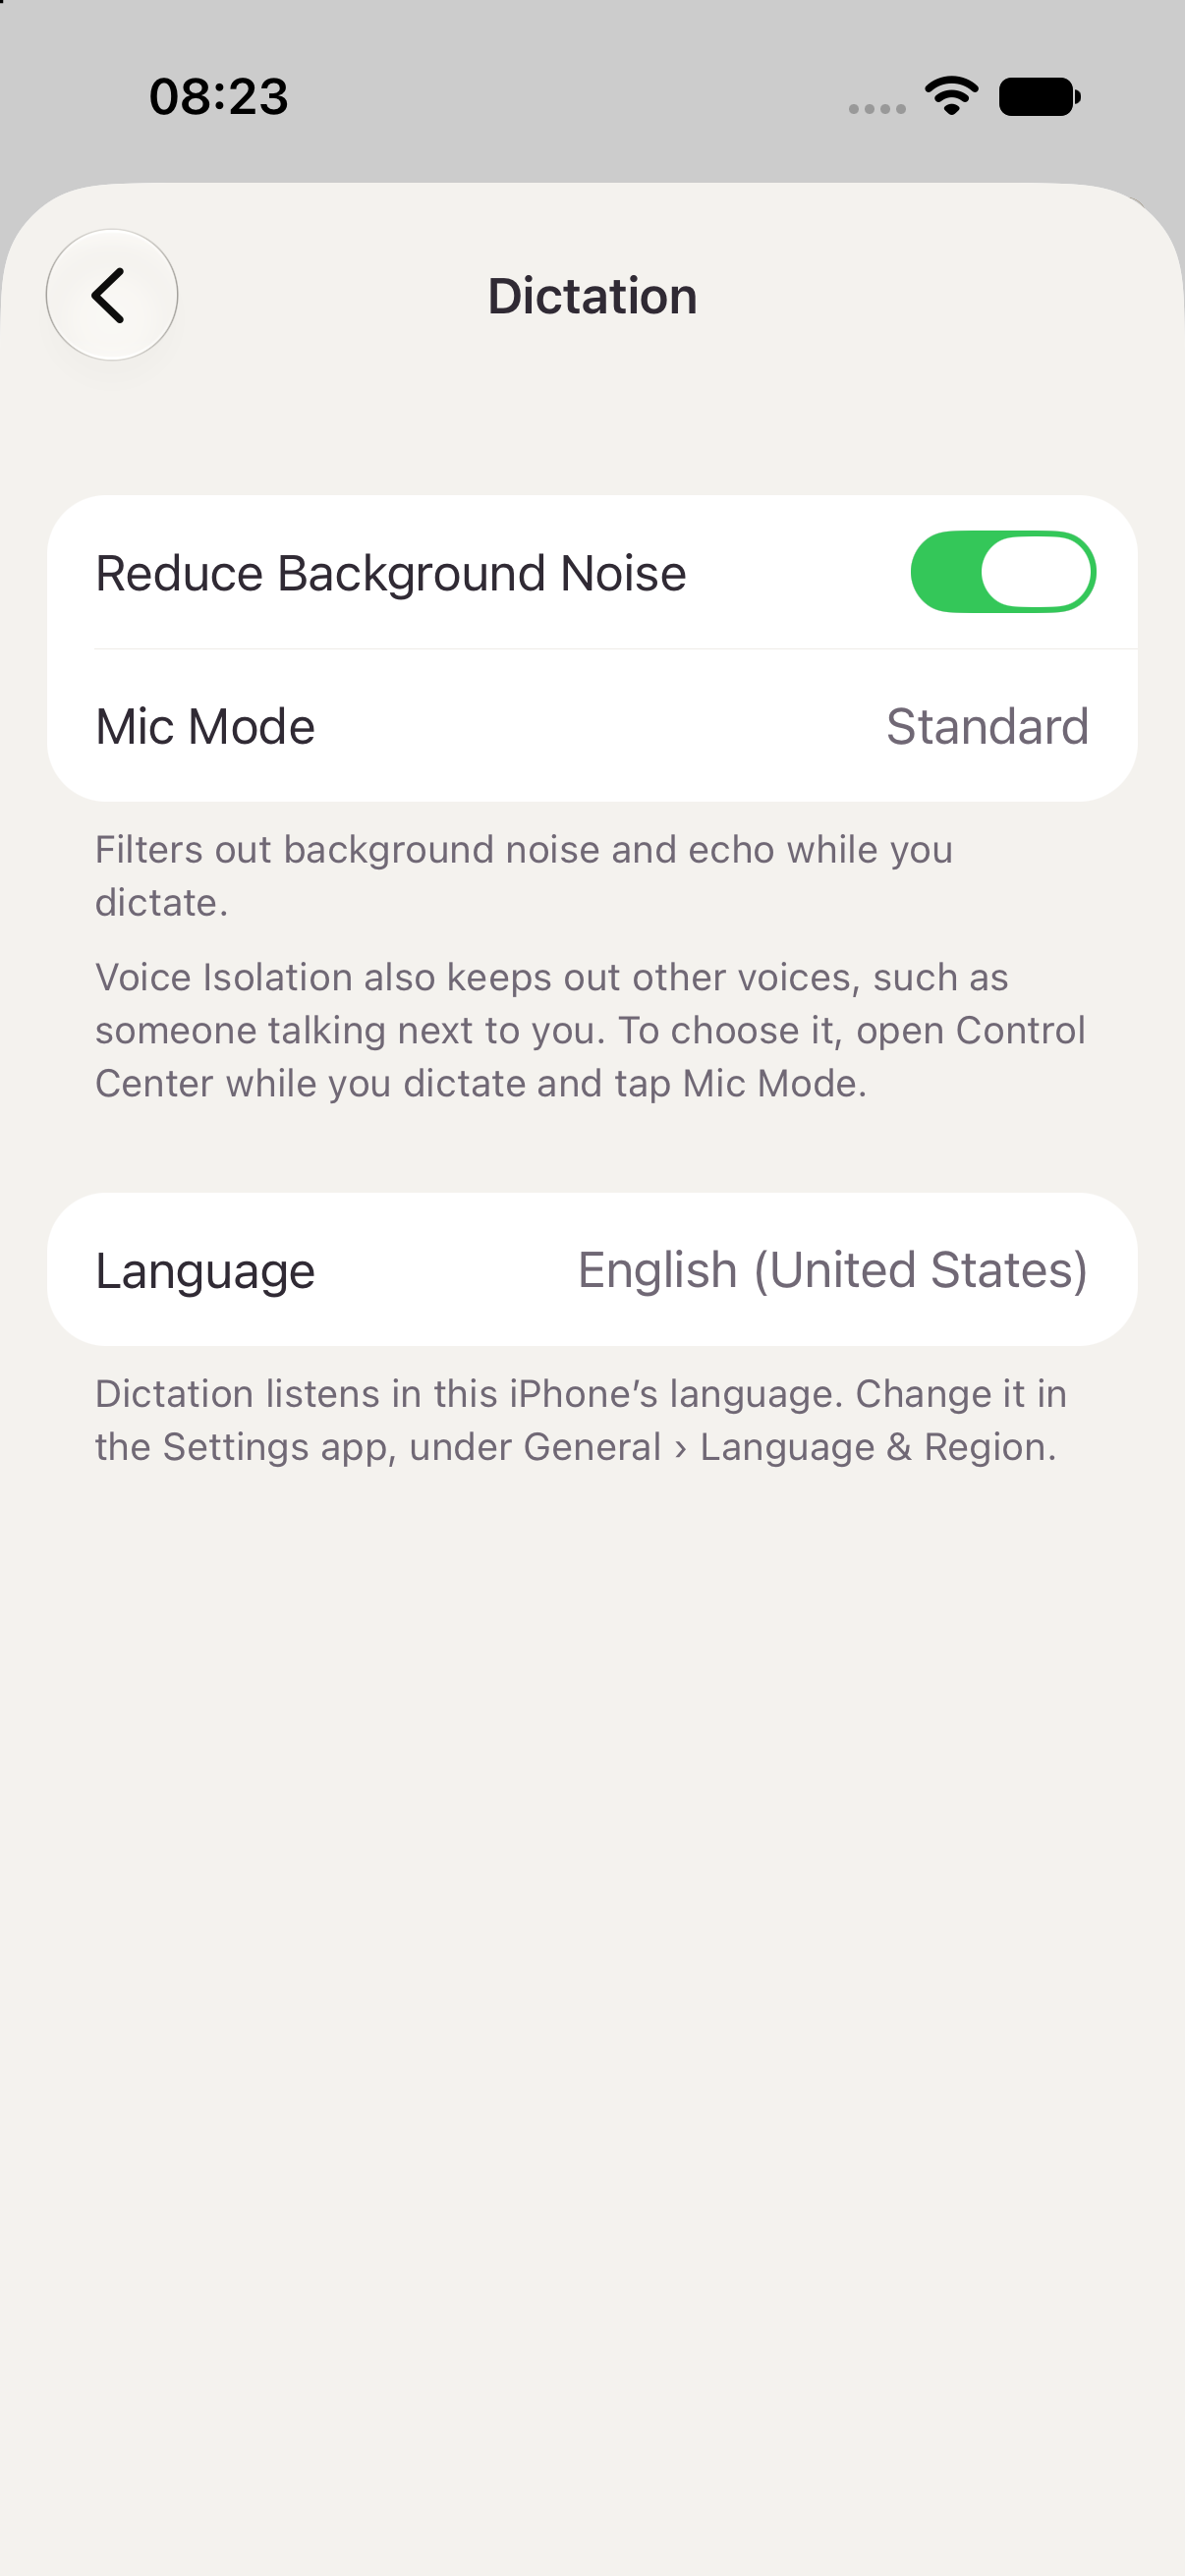 08:23
Dictation
Reduce Background Noise
Mic Mode
Standard
Filters out background noise and echo while you
dictate.
Voice Isolation also keeps out other voices, such as
someone talking next to you. To choose it, open Control
Center while you dictate and tap Mic Mode.
Language
English (United States)
Dictation listens in this iPhone’s language. Change it in
the Settings app, under General › Language & Region.